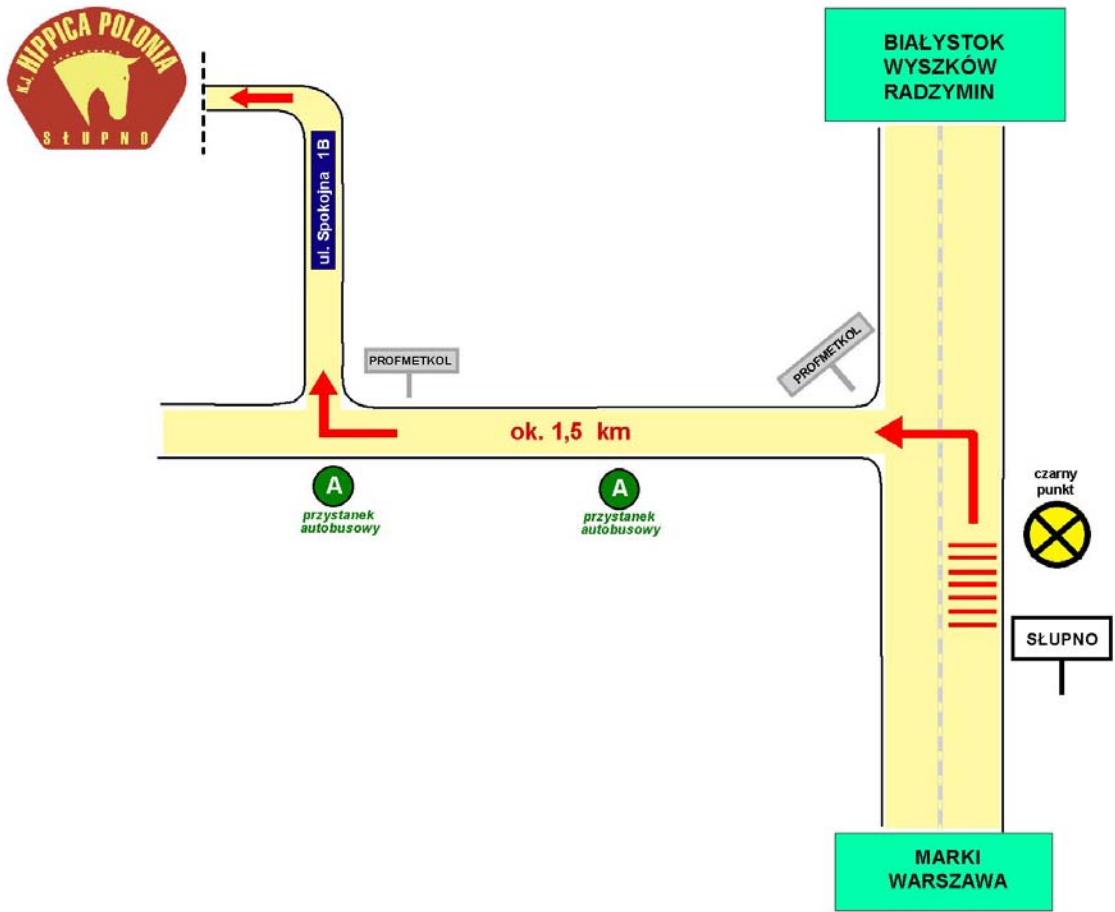 K.J. HIPPICA POLONIA
SŁUPNO
BIAŁYSTOK
WYSZKÓW
RADZYMIN
ul. Spokojna 1B
PROFMETKOL
PROFMETKOL
ok. 1,5 km
A
przystanek
autobusowy
A
przystanek
autobusowy
czarny
punkt
SŁUPNO
MARKI
WARSZAWA